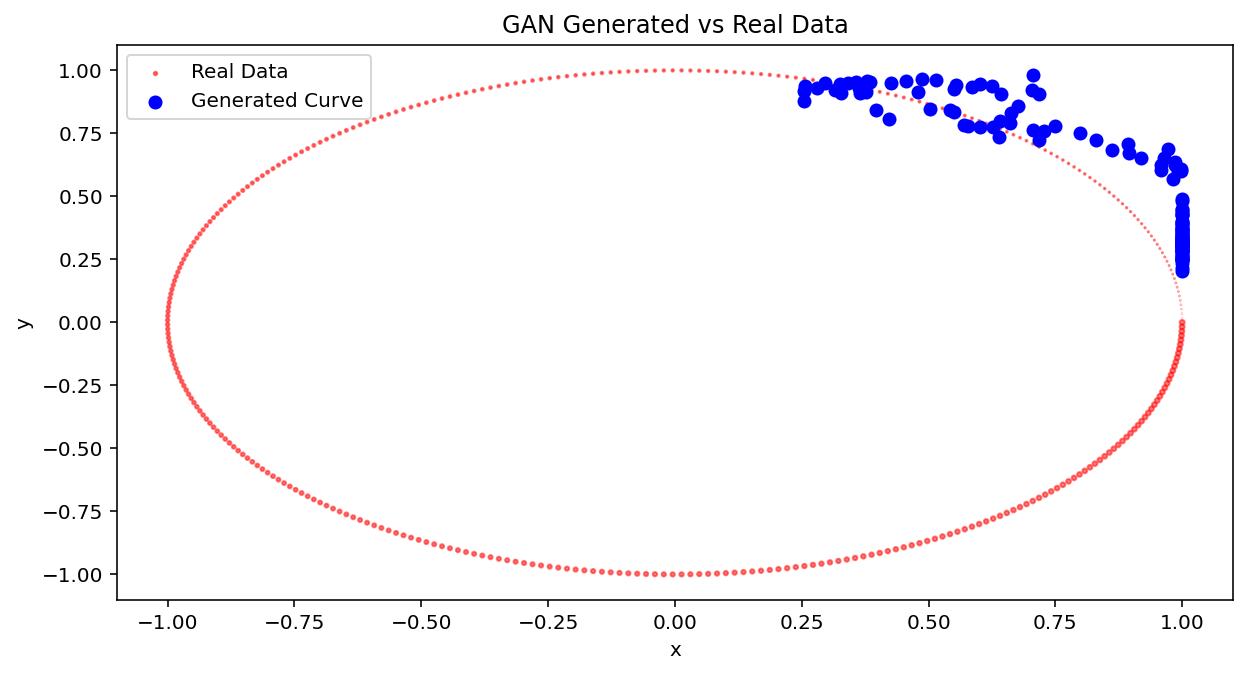 GAN Generated vs Real Data
Real Data
Generated Curve
1.00
0.75
0.50
0.25
0.00
−0.25
−0.50
−0.75
−1.00
y
−1.00 −0.75 −0.50 −0.25 0.00 0.25 0.50 0.75 1.00
x